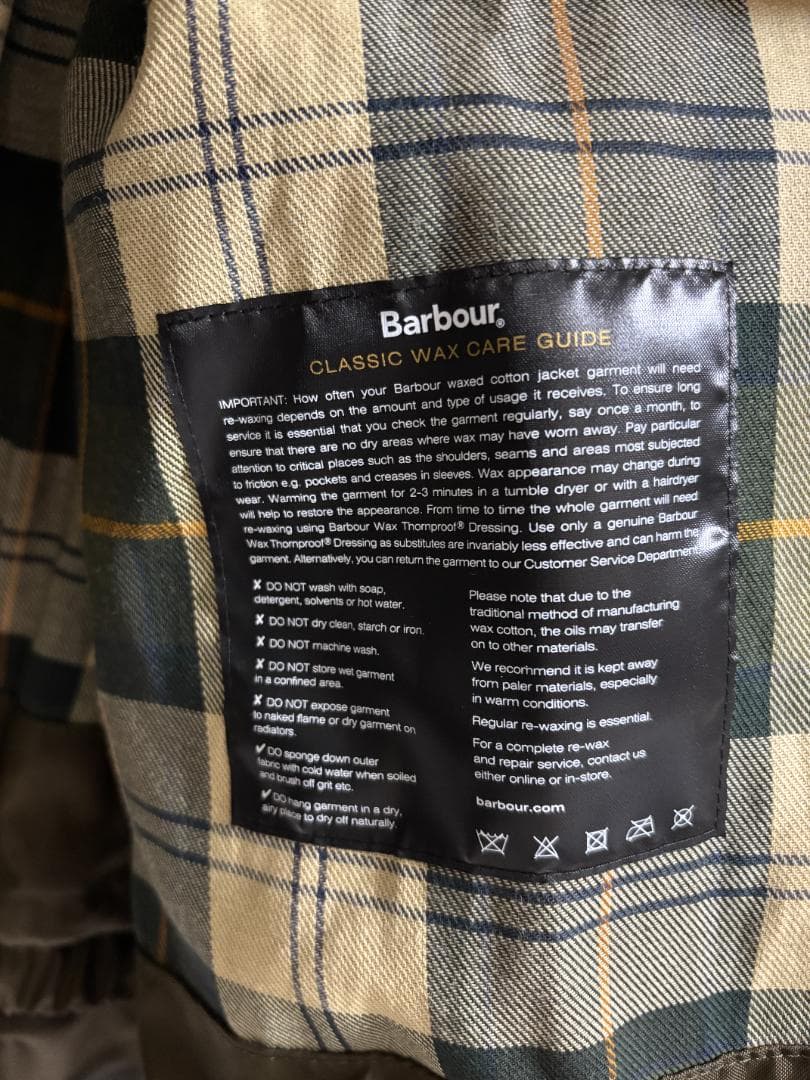 Barbour®
CLASSIC WAX CARE GUIDE
IMPORTANT: How often your Barbour waxed cotton jacket garment will need
re-waxing depends on the amount and type of usage it receives. To ensure long
service it is essential that you check the garment regularly, say once a month, to
ensure that there are no dry areas where wax may have worn away. Pay particular
attention to critical places such as the shoulders, seams and areas most subjected
to friction e.g. pockets and creases in sleeves. Wax appearance may change during
wear. Warming the garment for 2-3 minutes in a tumble dryer or with a hairdryer
will help to restore the appearance. From time to time the whole garment will need
re-waxing using Barbour Wax Thornproof® Dressing. Use only a genuine Barbour
Wax Thornproof® Dressing as substitutes are invariably less effective and can harm the
garment. Alternatively, you can return the garment to our Customer Service Department.
✘ DO NOT wash with soap,
detergent, solvents or hot water.
✘ DO NOT dry clean, starch or iron.
✘ DO NOT machine wash.
✘ DO NOT store wet garment
in a confined area.
✘ DO NOT expose garment
to naked flame or dry garment on
radiators.
✔ DO sponge down outer
fabric with cold water when soiled
and brush off grit etc.
✔ DO hang garment in a dry,
airy place to dry off naturally.
Please note that due to the
traditional method of manufacturing
wax cotton, the oils may transfer
on to other materials.
We recommend it is kept away
from paler materials, especially
in warm conditions.
Regular re-waxing is essential.
For a complete re-wax
and repair service, contact us
either online or in-store.
barbour.com